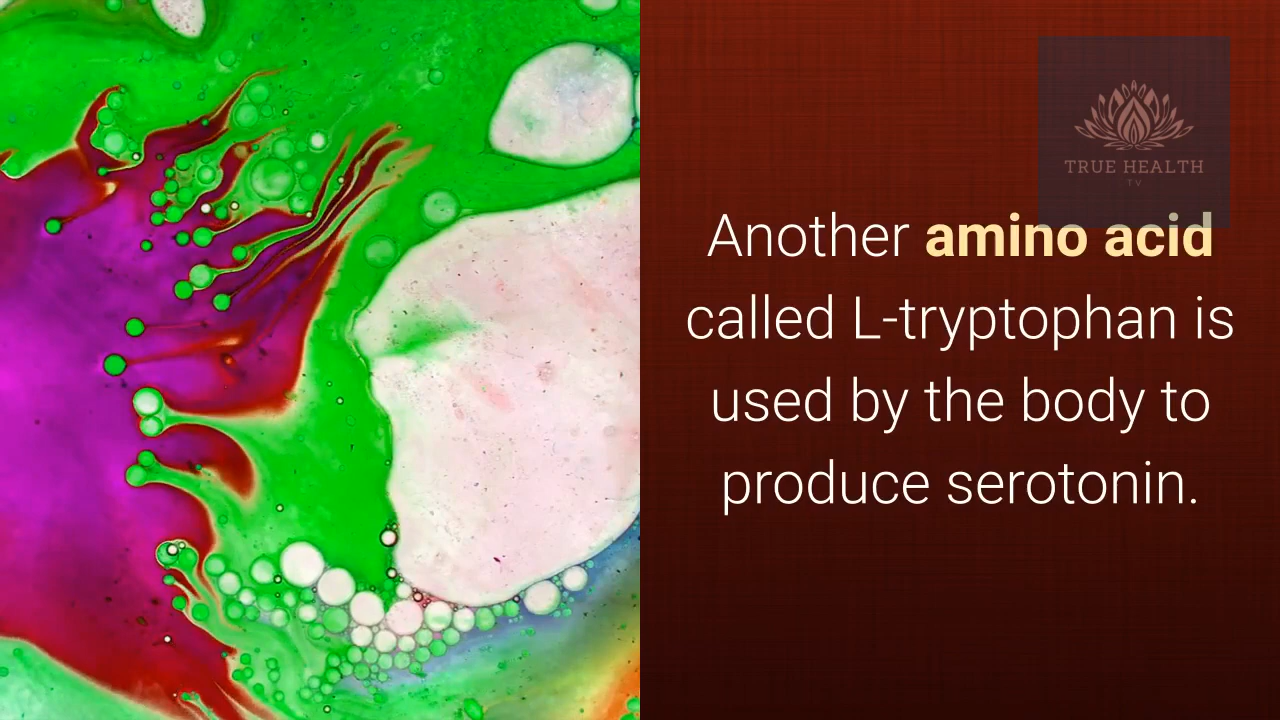 TRUE HEALTH
TV
Another amino acid
called L-tryptophan is
used by the body to
produce serotonin.